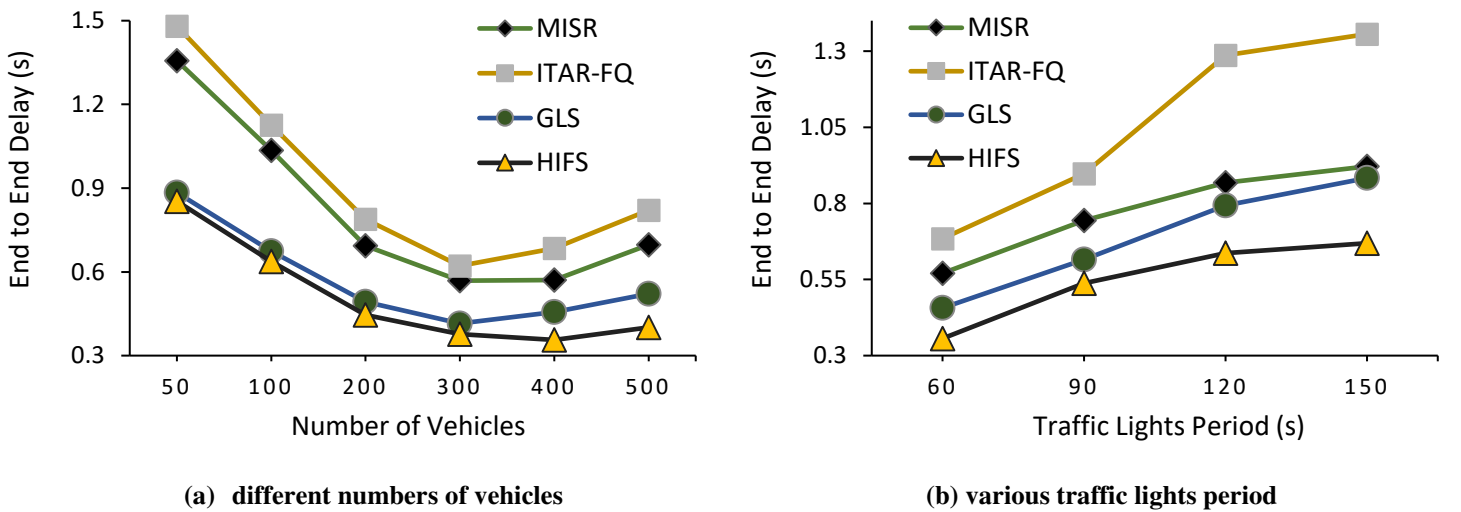 End to End Delay (s)
1.5
1.2
0.9
0.6
0.3
MISR
ITAR-FQ
GLS
HIFS
50 100 200 300 400 500
Number of Vehicles
(a) different numbers of vehicles
End to End Delay (s)
1.3
1.05
0.8
0.55
0.3
MISR
ITAR-FQ
GLS
HIFS
60 90 120 150
Traffic Lights Period (s)
(b) various traffic lights period